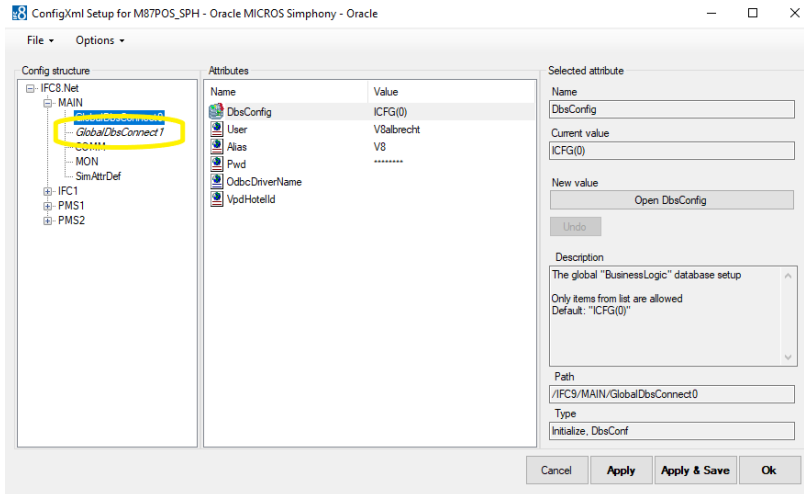 ConfigXml Setup for M87POS_SPH - Oracle MICROS Simphony - Oracle
File Options
Config structure
IFC8.Net
MAIN
GlobalDbsConnect0
GlobalDbsConnect1
COMM
MON
SimAttrDef
IFC1
PMS1
PMS2
Attributes
Name Value
DbsConfig ICFG(0)
User V8albrecht
Alias V8
Pwd ********
OdbcDriverName
VpdHotelId
Selected attribute
Name
DbsConfig
Current value
ICFG(0)
New value
Open DbsConfig
Undo
Description
The global "BusinessLogic" database setup
Only items from list are allowed
Default: "ICFG(0)"
Path
/IFC9/MAIN/GlobalDbsConnect0
Type
Initialize, DbsConf
Cancel Apply Apply & Save Ok